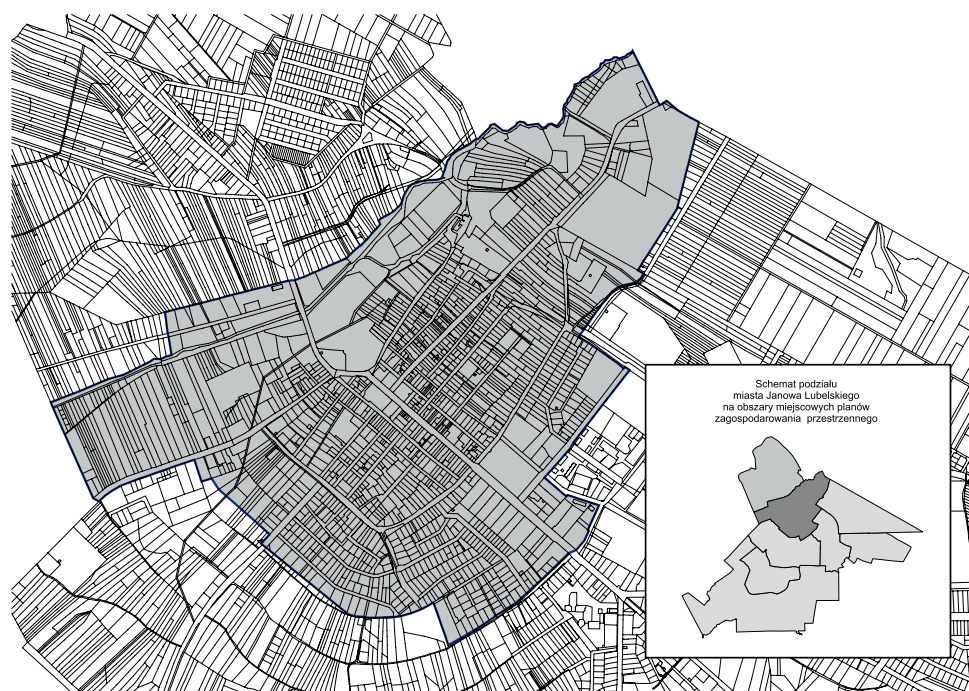 Schemat podziału
miasta Janowa Lubelskiego
na obszary miejscowych planów
zagospodarowania przestrzennego